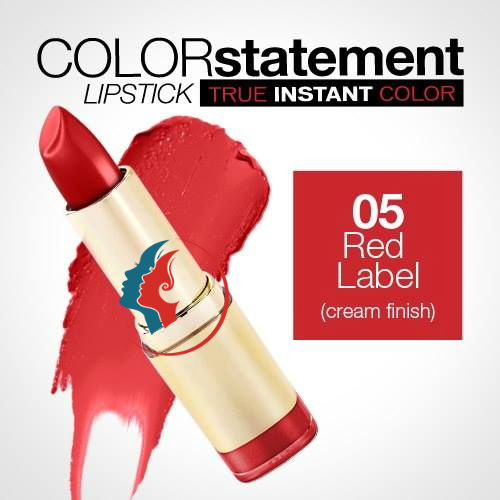 COLORstatement
LIPSTICK TRUE INSTANT COLOR
05
Red
Label
(cream finish)